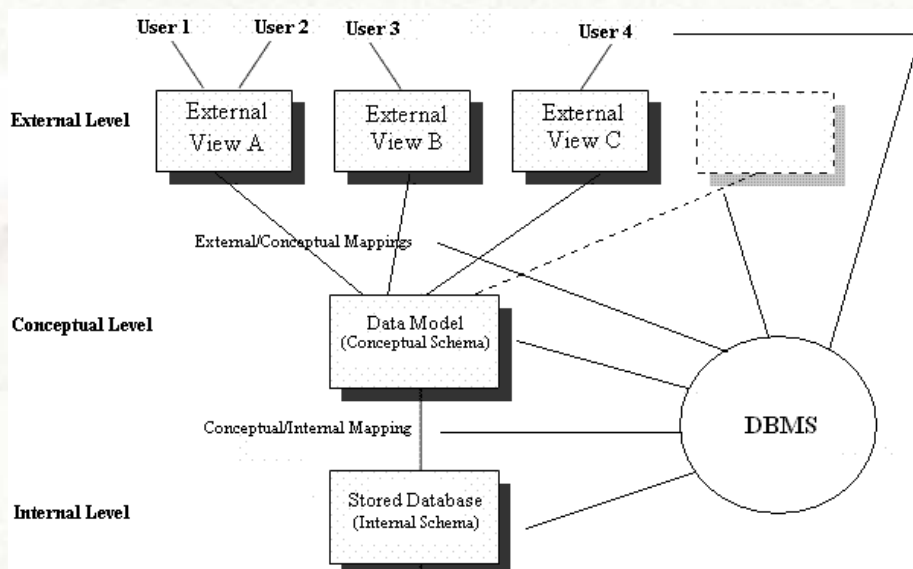 User 1
User 2
User 3
User 4
External Level
External
View A
External
View B
External
View C
External/Conceptual Mappings
Conceptual Level
Data Model
(Conceptual Schema)
DBMS
Conceptual/Internal Mapping
Internal Level
Stored Database
(Internal Schema)